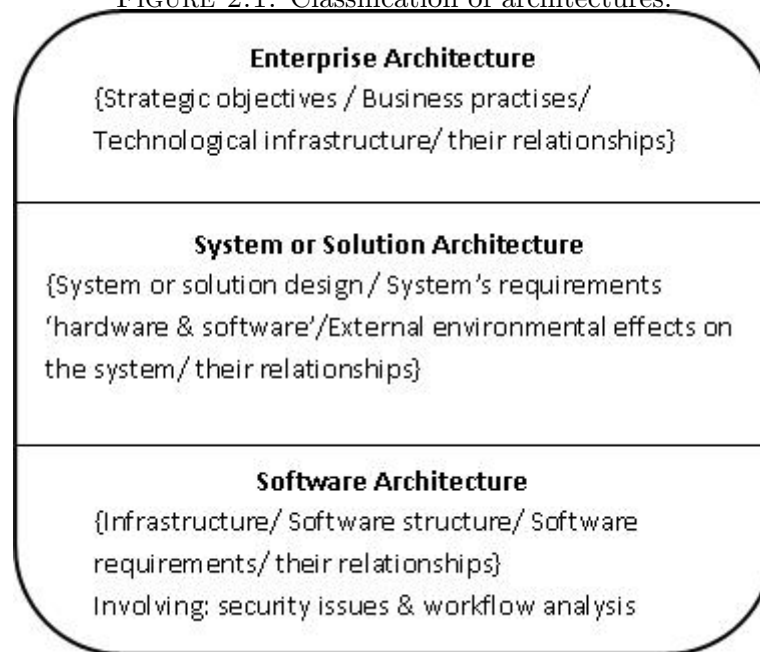 FIGURE 2.1: Classification of architectures.
Enterprise Architecture
{Strategic objectives / Business practises/
Technological infrastructure/ their relationships}
System or Solution Architecture
{System or solution design / System's requirements
'hardware & software'/External environmental effects on
the system/ their relationships}
Software Architecture
{Infrastructure/ Software structure/ Software
requirements/ their relationships}
Involving: security issues & workflow analysis